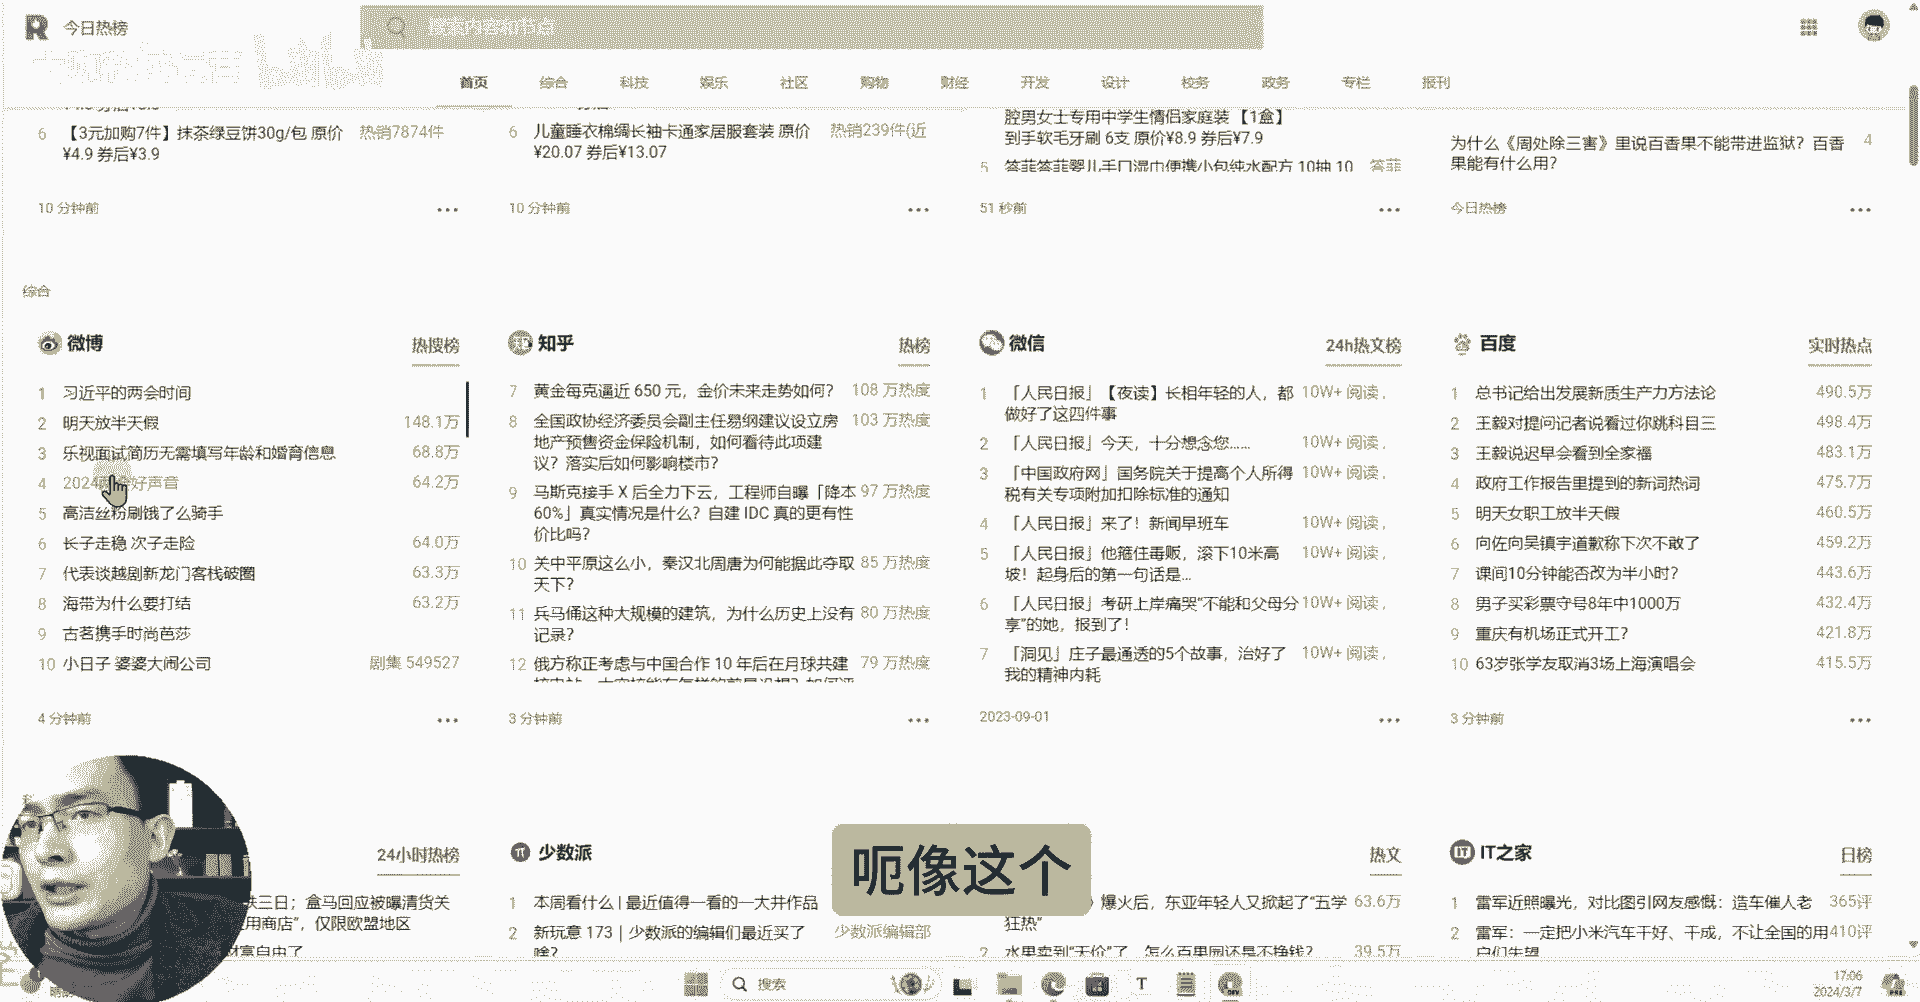 今日热榜
搜索内容和节点
首页 综合 科技 娱乐 社区 购物 财经 开发 设计 校务 政务 专栏 报刊
6 【3元加购7件】抹茶绿豆饼30g/包 原价 热销7874件
¥4.9 券后¥3.9
10 分钟前
6 儿童睡衣棉绸长袖卡通家居服套装 原价 热销239件(近
¥20.07 券后¥13.07
10 分钟前
腔男女士专用中学生情侣家庭装 【1盒】
到手软毛牙刷 6支 原价¥8.9 券后¥7.9
5 答菲答菲婴儿手口湿巾便携小包纯水配方 10抽 10 答菲
51 秒前
为什么《周处除三害》里说百香果不能带进监狱？百香 4
果能有什么用？
今日热榜
综合
微博 热搜榜
1 习近平的两会时间
2 明天放半天假 148.1万
3 乐视面试简历无需填写年龄和婚育信息 68.8万
4 2024 好声音 64.2万
5 高洁丝粉刷饿了么骑手
6 长子走稳 次子走险 64.0万
7 代表谈越剧新龙门客栈破圈 63.3万
8 海带为什么要打结 63.2万
9 古茗携手时尚芭莎
10 小日子 婆婆大闹公司 剧集 549527
4 分钟前
知乎 热榜
7 黄金每克逼近 650 元，金价未来走势如何？ 108 万热度
8 全国政协经济委员会副主任易纲建议设立房 103 万热度
地产预售资金保险机制，如何看待此项建
议？落实后如何影响楼市？
9 马斯克接手 X 后全力下云，工程师自曝「降本 97 万热度
60%」真实情况是什么？自建 IDC 真的更有性
价比吗？
10 关中平原这么小，秦汉北周唐为何能据此夺取 85 万热度
天下？
11 兵马俑这种大规模的建筑，为什么历史上没有 80 万热度
记录？
12 俄方称正考虑与中国合作 10 年后在月球共建 79 万热度
3 分钟前
微信 24h热文榜
1 「人民日报」【夜读】长相年轻的人，都 10W+ 阅读，
做好了这四件事
2 「人民日报」今天，十分想念您…… 10W+ 阅读，
3 「中国政府网」国务院关于提高个人所得 10W+ 阅读，
税有关专项附加扣除标准的通知
4 「人民日报」来了！新闻早班车 10W+ 阅读，
5 「人民日报」他箍住毒贩，滚下10米高 10W+ 阅读，
坡！起身后的第一句话是...
6 「人民日报」考研上岸痛哭“不能和父母分 10W+ 阅读，
享”的她，报到了！
7 「洞见」庄子最通透的5个故事，治好了 10W+ 阅读，
我的精神内耗
2023-09-01
百度 实时热点
1 总书记给出发展新质生产力方法论 490.5万
2 王毅对提问记者说看过你跳科目三 498.4万
3 王毅说迟早会看到全家福 483.1万
4 政府工作报告里提到的新词热词 475.7万
5 明天女职工放半天假 460.5万
6 向佐向吴镇宇道歉称下次不敢了 459.2万
7 课间10分钟能否改为半小时？ 443.6万
8 男子买彩票守号8年中1000万 432.4万
9 重庆有机场正式开工？ 421.8万
10 63岁张学友取消3场上海演唱会 415.5万
3 分钟前
24小时热榜
三日；盒马回应被曝清货关
用商店”，仅限欧盟地区
财富自由了
少数派
1 本周看什么 | 最近值得一看的一大井作品
2 新玩意 173｜少数派的编辑们最近买了 少数派编辑部
啥？
热文
爆火后，东亚年轻人又掀起了“五学 63.6万
狂热”
2 水果卖到“天价”了，怎么百果园还是不挣钱？ 39.5万
IT之家 日榜
1 雷军近照曝光，对比图引网友感慨：造车催人老 365评
2 雷军：一定把小米汽车干好、干成，不让全国的用 410评
户们失望
呃像这个
搜索
17:06
2024/3/7